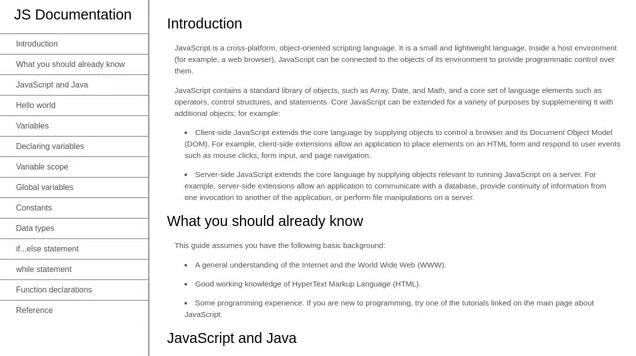 JS Documentation
Introduction
What you should already know
JavaScript and Java
Hello world
Variables
Declaring variables
Variable scope
Global variables
Constants
Data types
if...else statement
while statement
Function declarations
Reference
Introduction
JavaScript is a cross-platform, object-oriented scripting language. It is a small and lightweight language. Inside a host environment
(for example, a web browser), JavaScript can be connected to the objects of its environment to provide programmatic control over
them.
JavaScript contains a standard library of objects, such as Array, Date, and Math, and a core set of language elements such as
operators, control structures, and statements. Core JavaScript can be extended for a variety of purposes by supplementing it with
additional objects; for example:
• Client-side JavaScript extends the core language by supplying objects to control a browser and its Document Object Model
(DOM). For example, client-side extensions allow an application to place elements on an HTML form and respond to user events
such as mouse clicks, form input, and page navigation.
• Server-side JavaScript extends the core language by supplying objects relevant to running JavaScript on a server. For
example, server-side extensions allow an application to communicate with a database, provide continuity of information from
one invocation to another of the application, or perform file manipulations on a server.
What you should already know
This guide assumes you have the following basic background:
• A general understanding of the Internet and the World Wide Web (WWW).
• Good working knowledge of HyperText Markup Language (HTML).
• Some programming experience. If you are new to programming, try one of the tutorials linked on the main page about
JavaScript.
JavaScript and Java